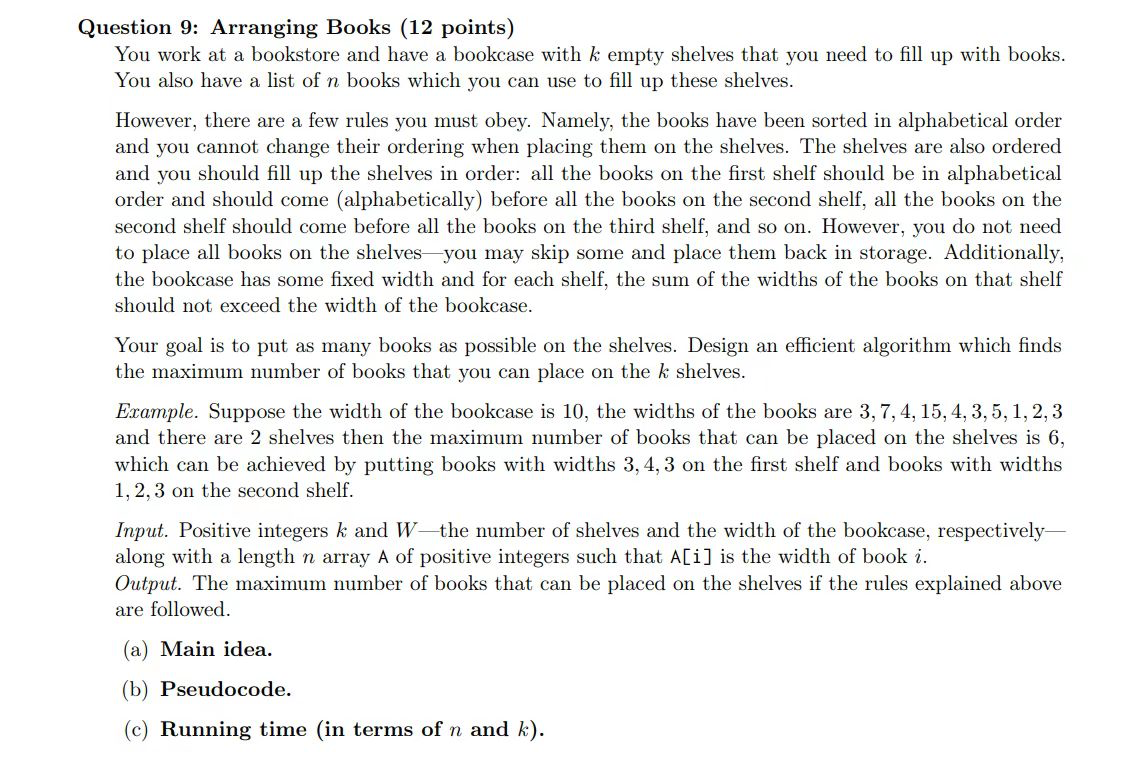 Question 9: Arranging Books (12 points)
You work at a bookstore and have a bookcase with k empty shelves that you need to fill up with books.
You also have a list of n books which you can use to fill up these shelves.
However, there are a few rules you must obey. Namely, the books have been sorted in alphabetical order
and you cannot change their ordering when placing them on the shelves. The shelves are also ordered
and you should fill up the shelves in order: all the books on the first shelf should be in alphabetical
order and should come (alphabetically) before all the books on the second shelf, all the books on the
second shelf should come before all the books on the third shelf, and so on. However, you do not need
to place all books on the shelves—you may skip some and place them back in storage. Additionally,
the bookcase has some fixed width and for each shelf, the sum of the widths of the books on that shelf
should not exceed the width of the bookcase.
Your goal is to put as many books as possible on the shelves. Design an efficient algorithm which finds
the maximum number of books that you can place on the k shelves.
Example. Suppose the width of the bookcase is 10, the widths of the books are 3, 7, 4, 15, 4, 3, 5, 1, 2, 3
and there are 2 shelves then the maximum number of books that can be placed on the shelves is 6,
which can be achieved by putting books with widths 3, 4, 3 on the first shelf and books with widths
1, 2, 3 on the second shelf.
Input. Positive integers k and W—the number of shelves and the width of the bookcase, respectively—
along with a length n array A of positive integers such that A[i] is the width of book i.
Output. The maximum number of books that can be placed on the shelves if the rules explained above
are followed.
(a) Main idea.
(b) Pseudocode.
(c) Running time (in terms of n and k).